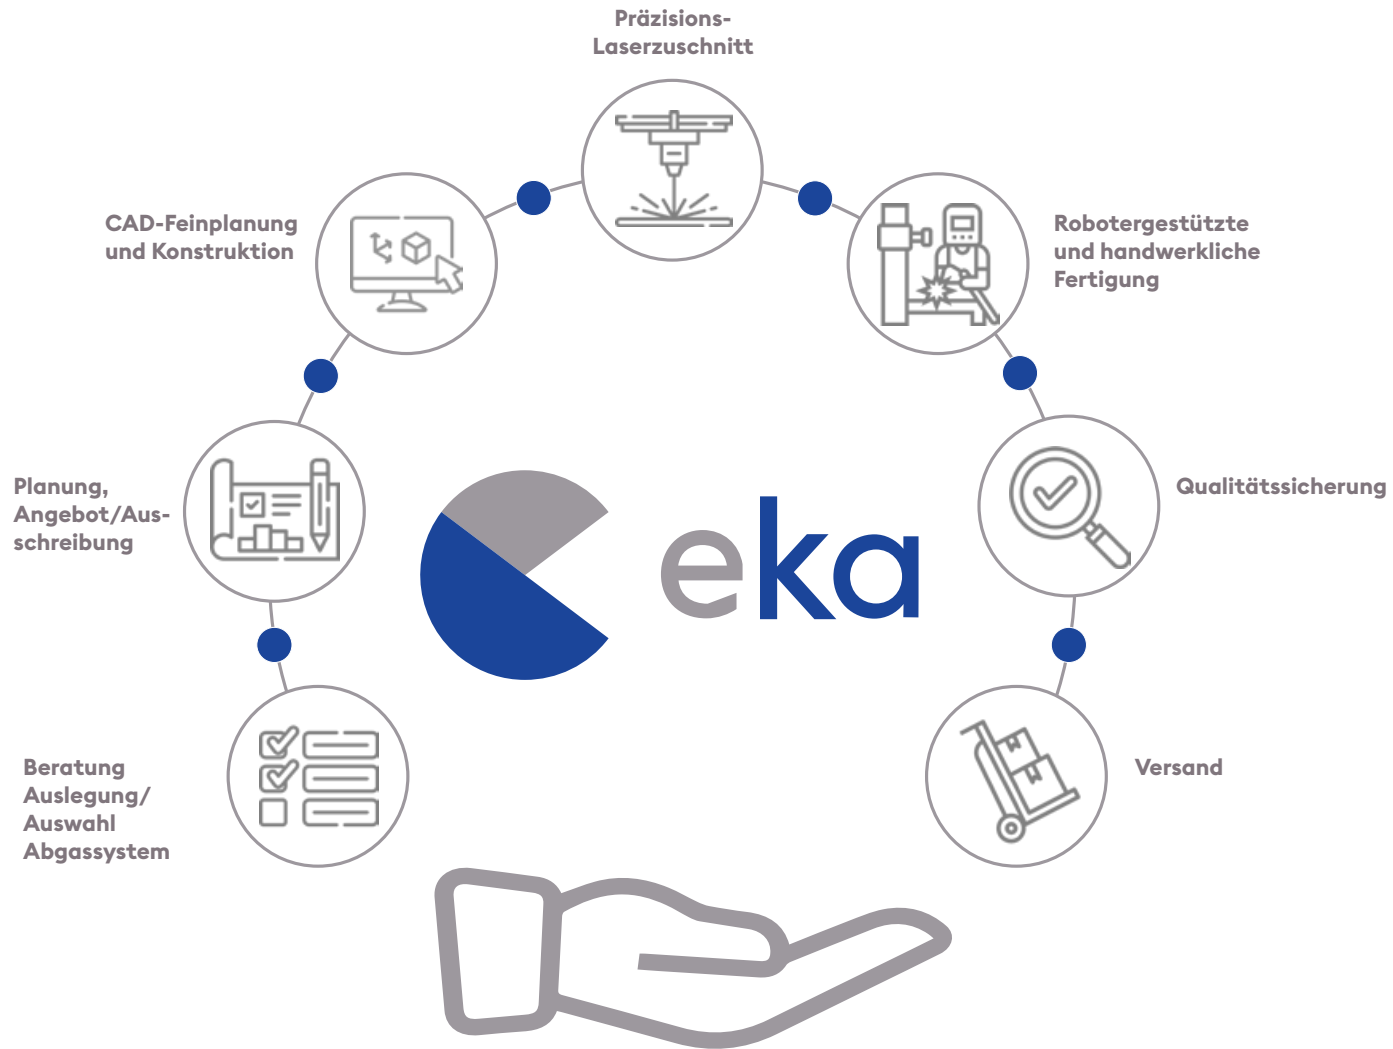 Präzisions-
Laserzuschnitt
CAD-Feinplanung
und Konstruktion
Robotergestützte
und handwerkliche
Fertigung
Planung,
Angebot/Aus-
schreibung
Qualitätssicherung
eka
Beratung
Auslegung/
Auswahl
Abgassystem
Versand